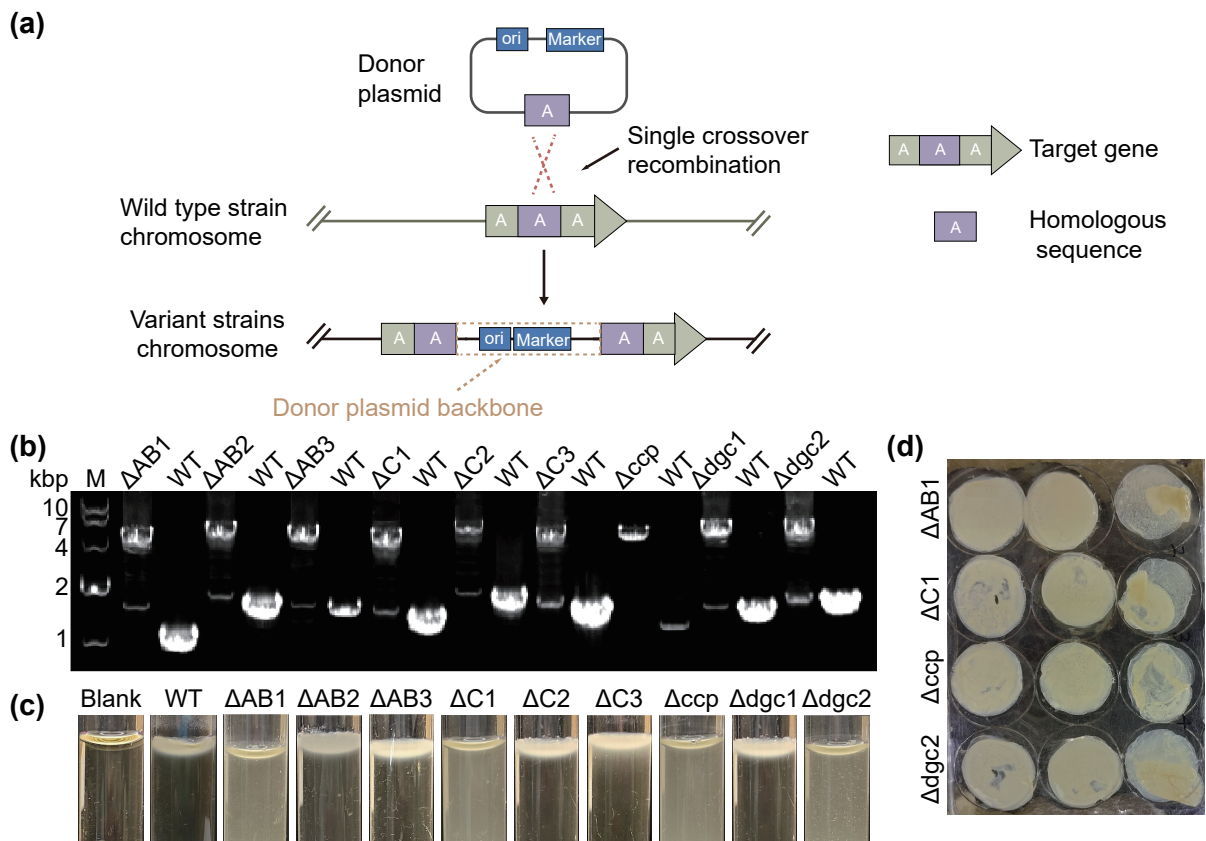 (a)
ori
Marker
Donor
plasmid
A
Single crossover
recombination
A A A
Target gene
Wild type strain
chromosome
A A A
A
Homologous
sequence
Variant strains
chromosome
A A
ori
Marker
A A
Donor plasmid backbone
(b)
kbp M ΔAB1 WT ΔAB2 WT ΔAB3 WT ΔC1 WT ΔC2 WT ΔC3 WT Δccp WT Δdgc1 WT Δdgc2 WT
10
7
4
2
1
(c)
Blank WT ΔAB1 ΔAB2 ΔAB3 ΔC1 ΔC2 ΔC3 Δccp Δdgc1 Δdgc2
(d)
ΔAB1
ΔC1
Δccp
Δdgc2